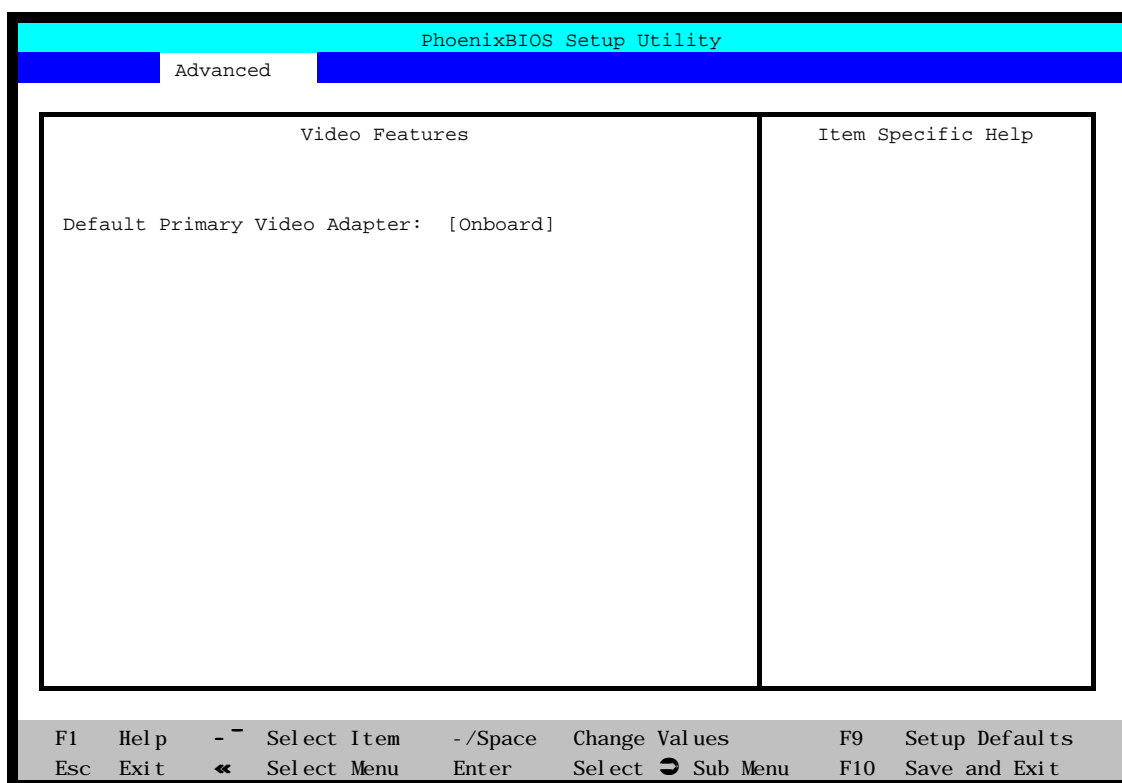 PhoenixBIOS Setup Utility
Advanced
Video Features
Item Specific Help
Default Primary Video Adapter: [Onboard]
F1 Help -¯ Select Item -/Space Change Values F9 Setup Defaults
Esc Exit « Select Menu Enter Select ➲ Sub Menu F10 Save and Exit